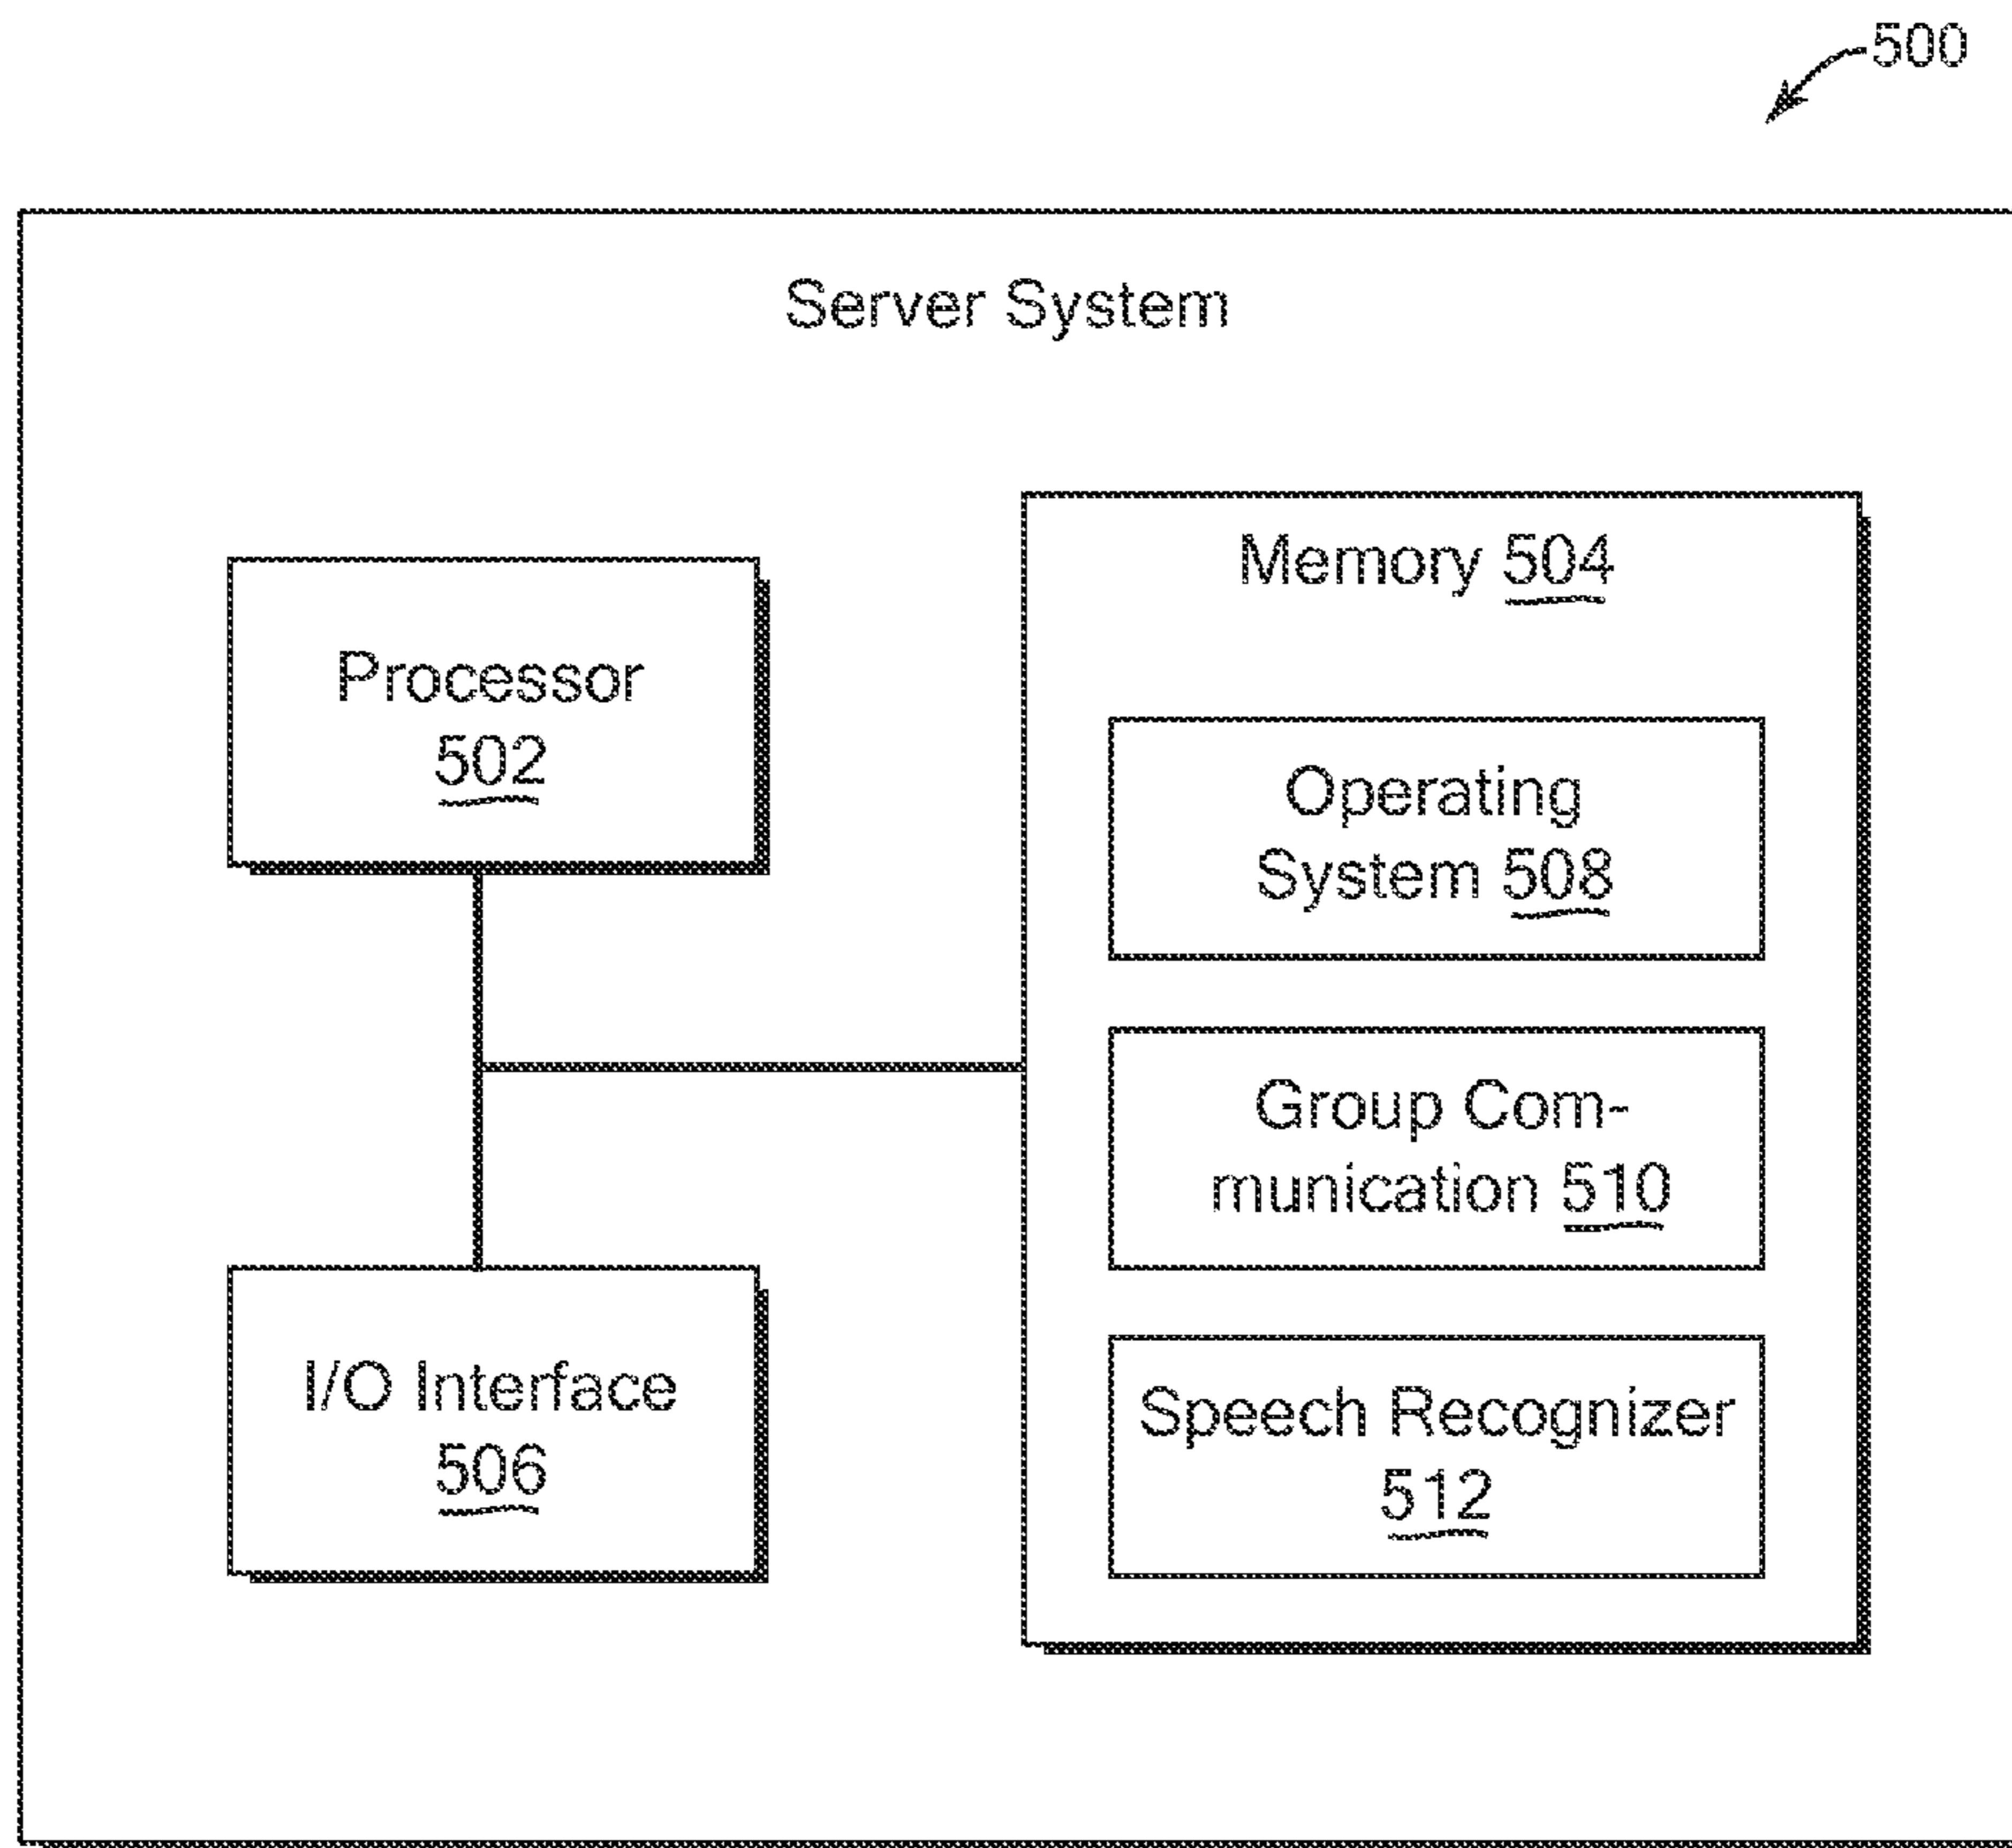 500
Server System
Processor
502
Memory 504
Operating
System 508
Group Com-
munication 510
I/O Interface
506
Speech Recognizer
512